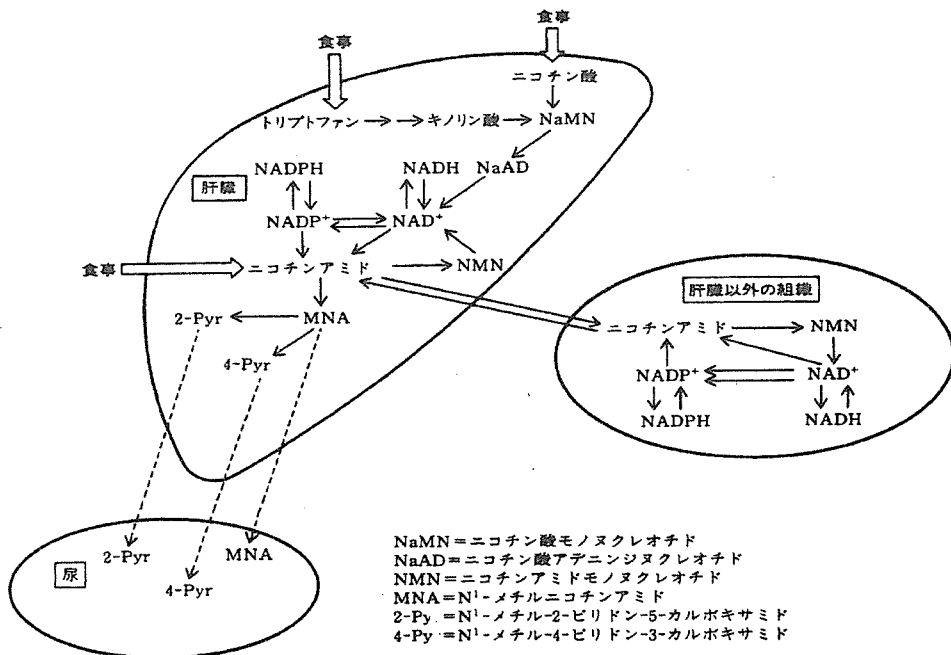 食事
食事
ニコチン酸
トリプトファン
キノリン酸
NaMN
NADPH
NADH
NaAD
肝臓
NADP⁺
NAD⁺
食事
ニコチンアミド
NMN
肝臓以外の組織
2-Pyr
MNA
ニコチンアミド
NMN
4-Pyr
NADP⁺
NAD⁺
NADPH
NADH
2-Pyr
MNA
尿
4-Pyr
NaMN=ニコチン酸モノヌクレオチド
NaAD=ニコチン酸アデニンジヌクレオチド
NMN=ニコチンアミドモノヌクレオチド
MNA=N¹-メチルニコチンアミド
2-Py=N¹-メチル-2-ピリドン-5-カルボキサミド
4-Py=N¹-メチル-4-ピリドン-3-カルボキサミド